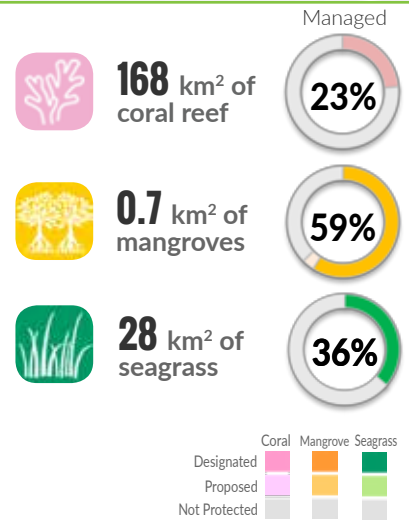 Managed
168 km² of
coral reef
23%
0.7 km² of
mangroves
59%
28 km² of
seagrass
36%
Coral Mangrove Seagrass
Designated
Proposed
Not Protected